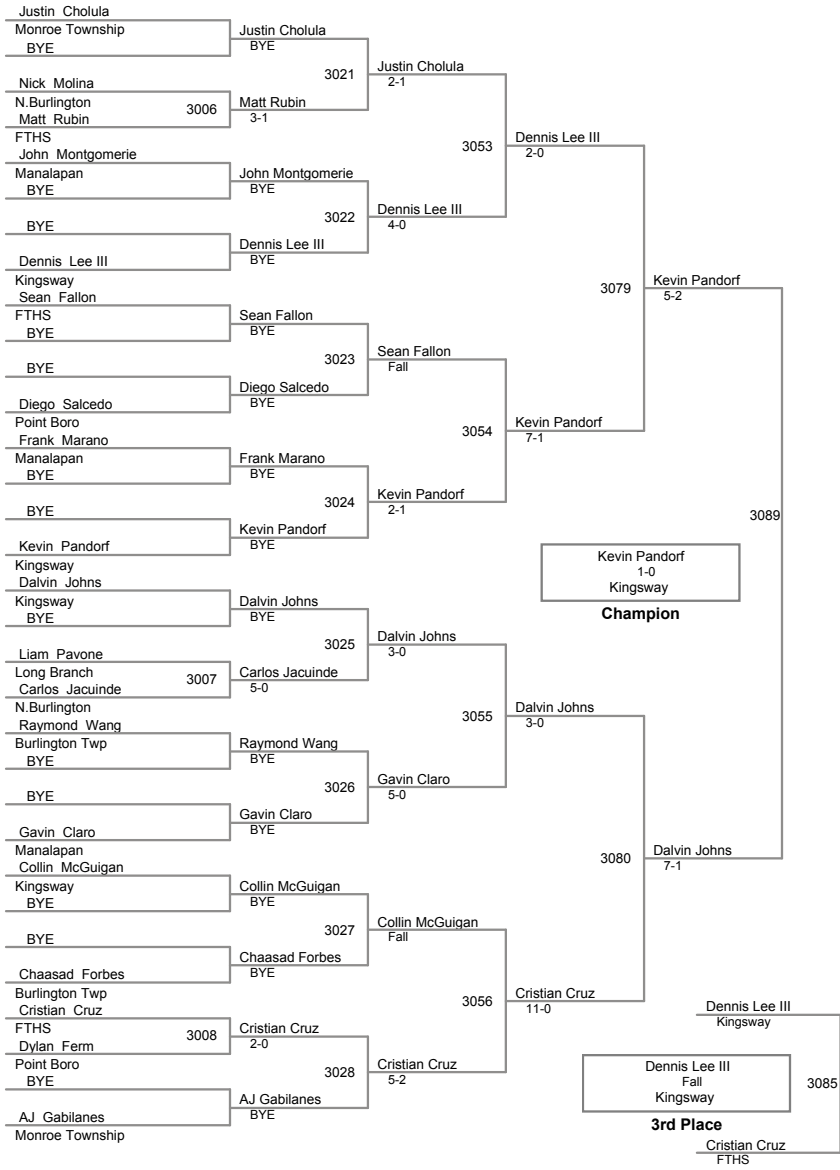 Justin Cholula
Monroe Township
BYE
Nick Molina
N.Burlington
Matt Rubin
FTHS
John Montgomerie
Manalapan
BYE
BYE
Dennis Lee III
Kingsway
Sean Fallon
FTHS
BYE
BYE
Diego Salcedo
Point Boro
Frank Marano
Manalapan
BYE
BYE
Kevin Pandorf
Kingsway
Dalvin Johns
Kingsway
BYE
Liam Pavone
Long Branch
Carlos Jacuinde
N.Burlington
Raymond Wang
Burlington Twp
BYE
BYE
Gavin Claro
Manalapan
Collin McGuigan
Kingsway
BYE
BYE
Chaasad Forbes
Burlington Twp
Cristian Cruz
FTHS
Dylan Ferm
Point Boro
BYE
AJ Gabilanes
Monroe Township
3006
3007
3008
Justin Cholula
BYE
Matt Rubin
3-1
John Montgomerie
BYE
Dennis Lee III
BYE
Sean Fallon
BYE
Diego Salcedo
BYE
Frank Marano
BYE
Kevin Pandorf
BYE
Dalvin Johns
BYE
Carlos Jacuinde
5-0
Raymond Wang
BYE
Gavin Claro
BYE
Collin McGuigan
BYE
Chaasad Forbes
BYE
Cristian Cruz
2-0
AJ Gabilanes
BYE
3021
3022
3023
3024
3025
3026
3027
3028
Justin Cholula
2-1
Dennis Lee III
4-0
Sean Fallon
Fall
Kevin Pandorf
2-1
Dalvin Johns
3-0
Gavin Claro
5-0
Collin McGuigan
Fall
Cristian Cruz
5-2
3053
3054
3055
3056
Dennis Lee III
2-0
Kevin Pandorf
7-1
Dalvin Johns
3-0
Cristian Cruz
11-0
3079
3080
Kevin Pandorf
5-2
Dalvin Johns
7-1
3089
Kevin Pandorf
1-0
Kingsway
Champion
Dennis Lee III
Kingsway
Dennis Lee III
Fall
Kingsway
3085
3rd Place
Cristian Cruz
FTHS